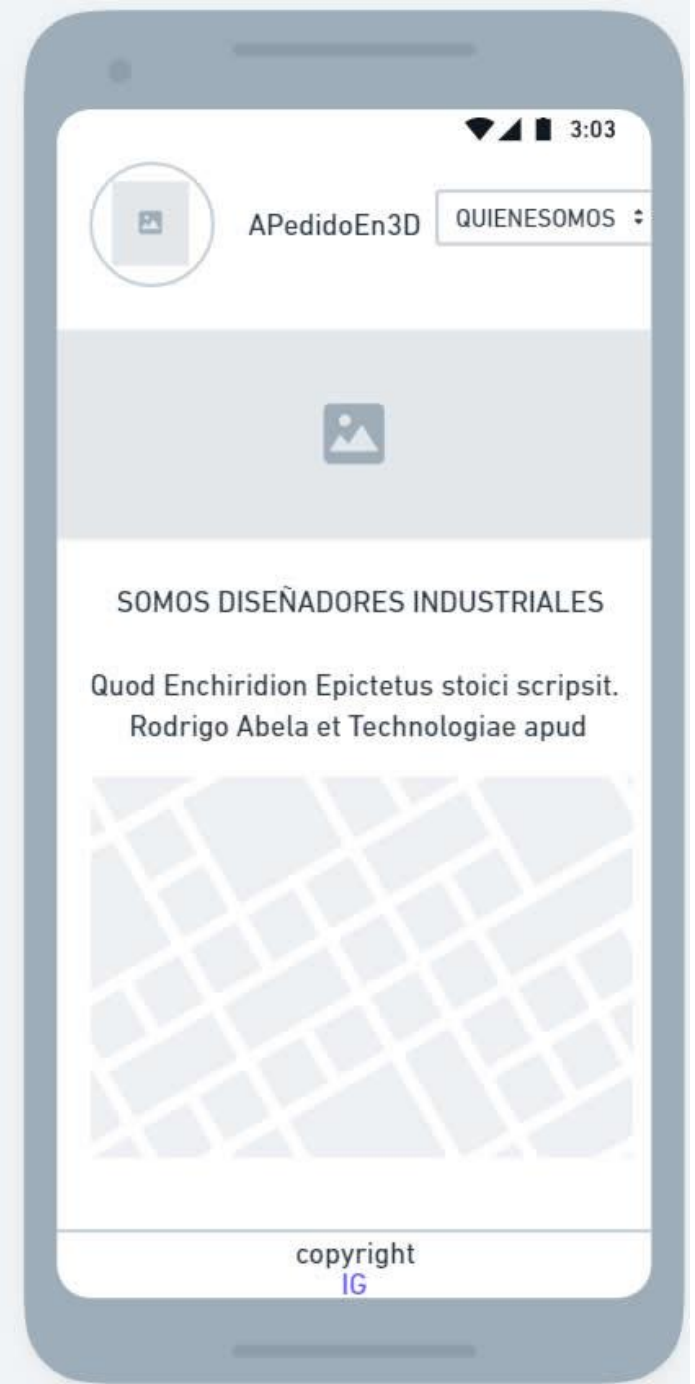 3:03
APedidoEn3D
QUIENESOMOS
SOMOS DISEÑADORES INDUSTRIALES
Quod Enchiridion Epictetus stoici scripsit.
Rodrigo Abela et Technologiae apud
copyright
IG